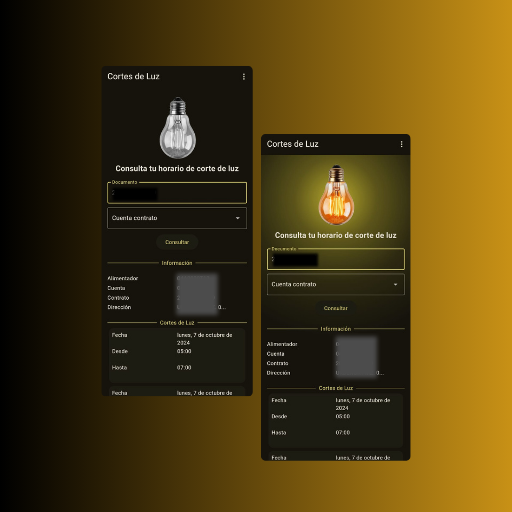 Cortes de Luz
Consulta tu horario de corte de luz
Documento
Cuenta contrato
Consultar
Información
Alimentador
Cuenta
Contrato
Dirección
Cortes de Luz
Fecha lunes, 7 de octubre de
2024
Desde 05:00
Hasta 07:00
Fecha lunes, 7 de octubre de
Cortes de Luz
Consulta tu horario de corte de luz
Documento
Cuenta contrato
Consultar
Información
Alimentador
Cuenta
Contrato
Dirección
Cortes de Luz
Fecha lunes, 7 de octubre de
2024
Desde 05:00
Hasta 07:00
Fecha lunes, 7 de octubre de